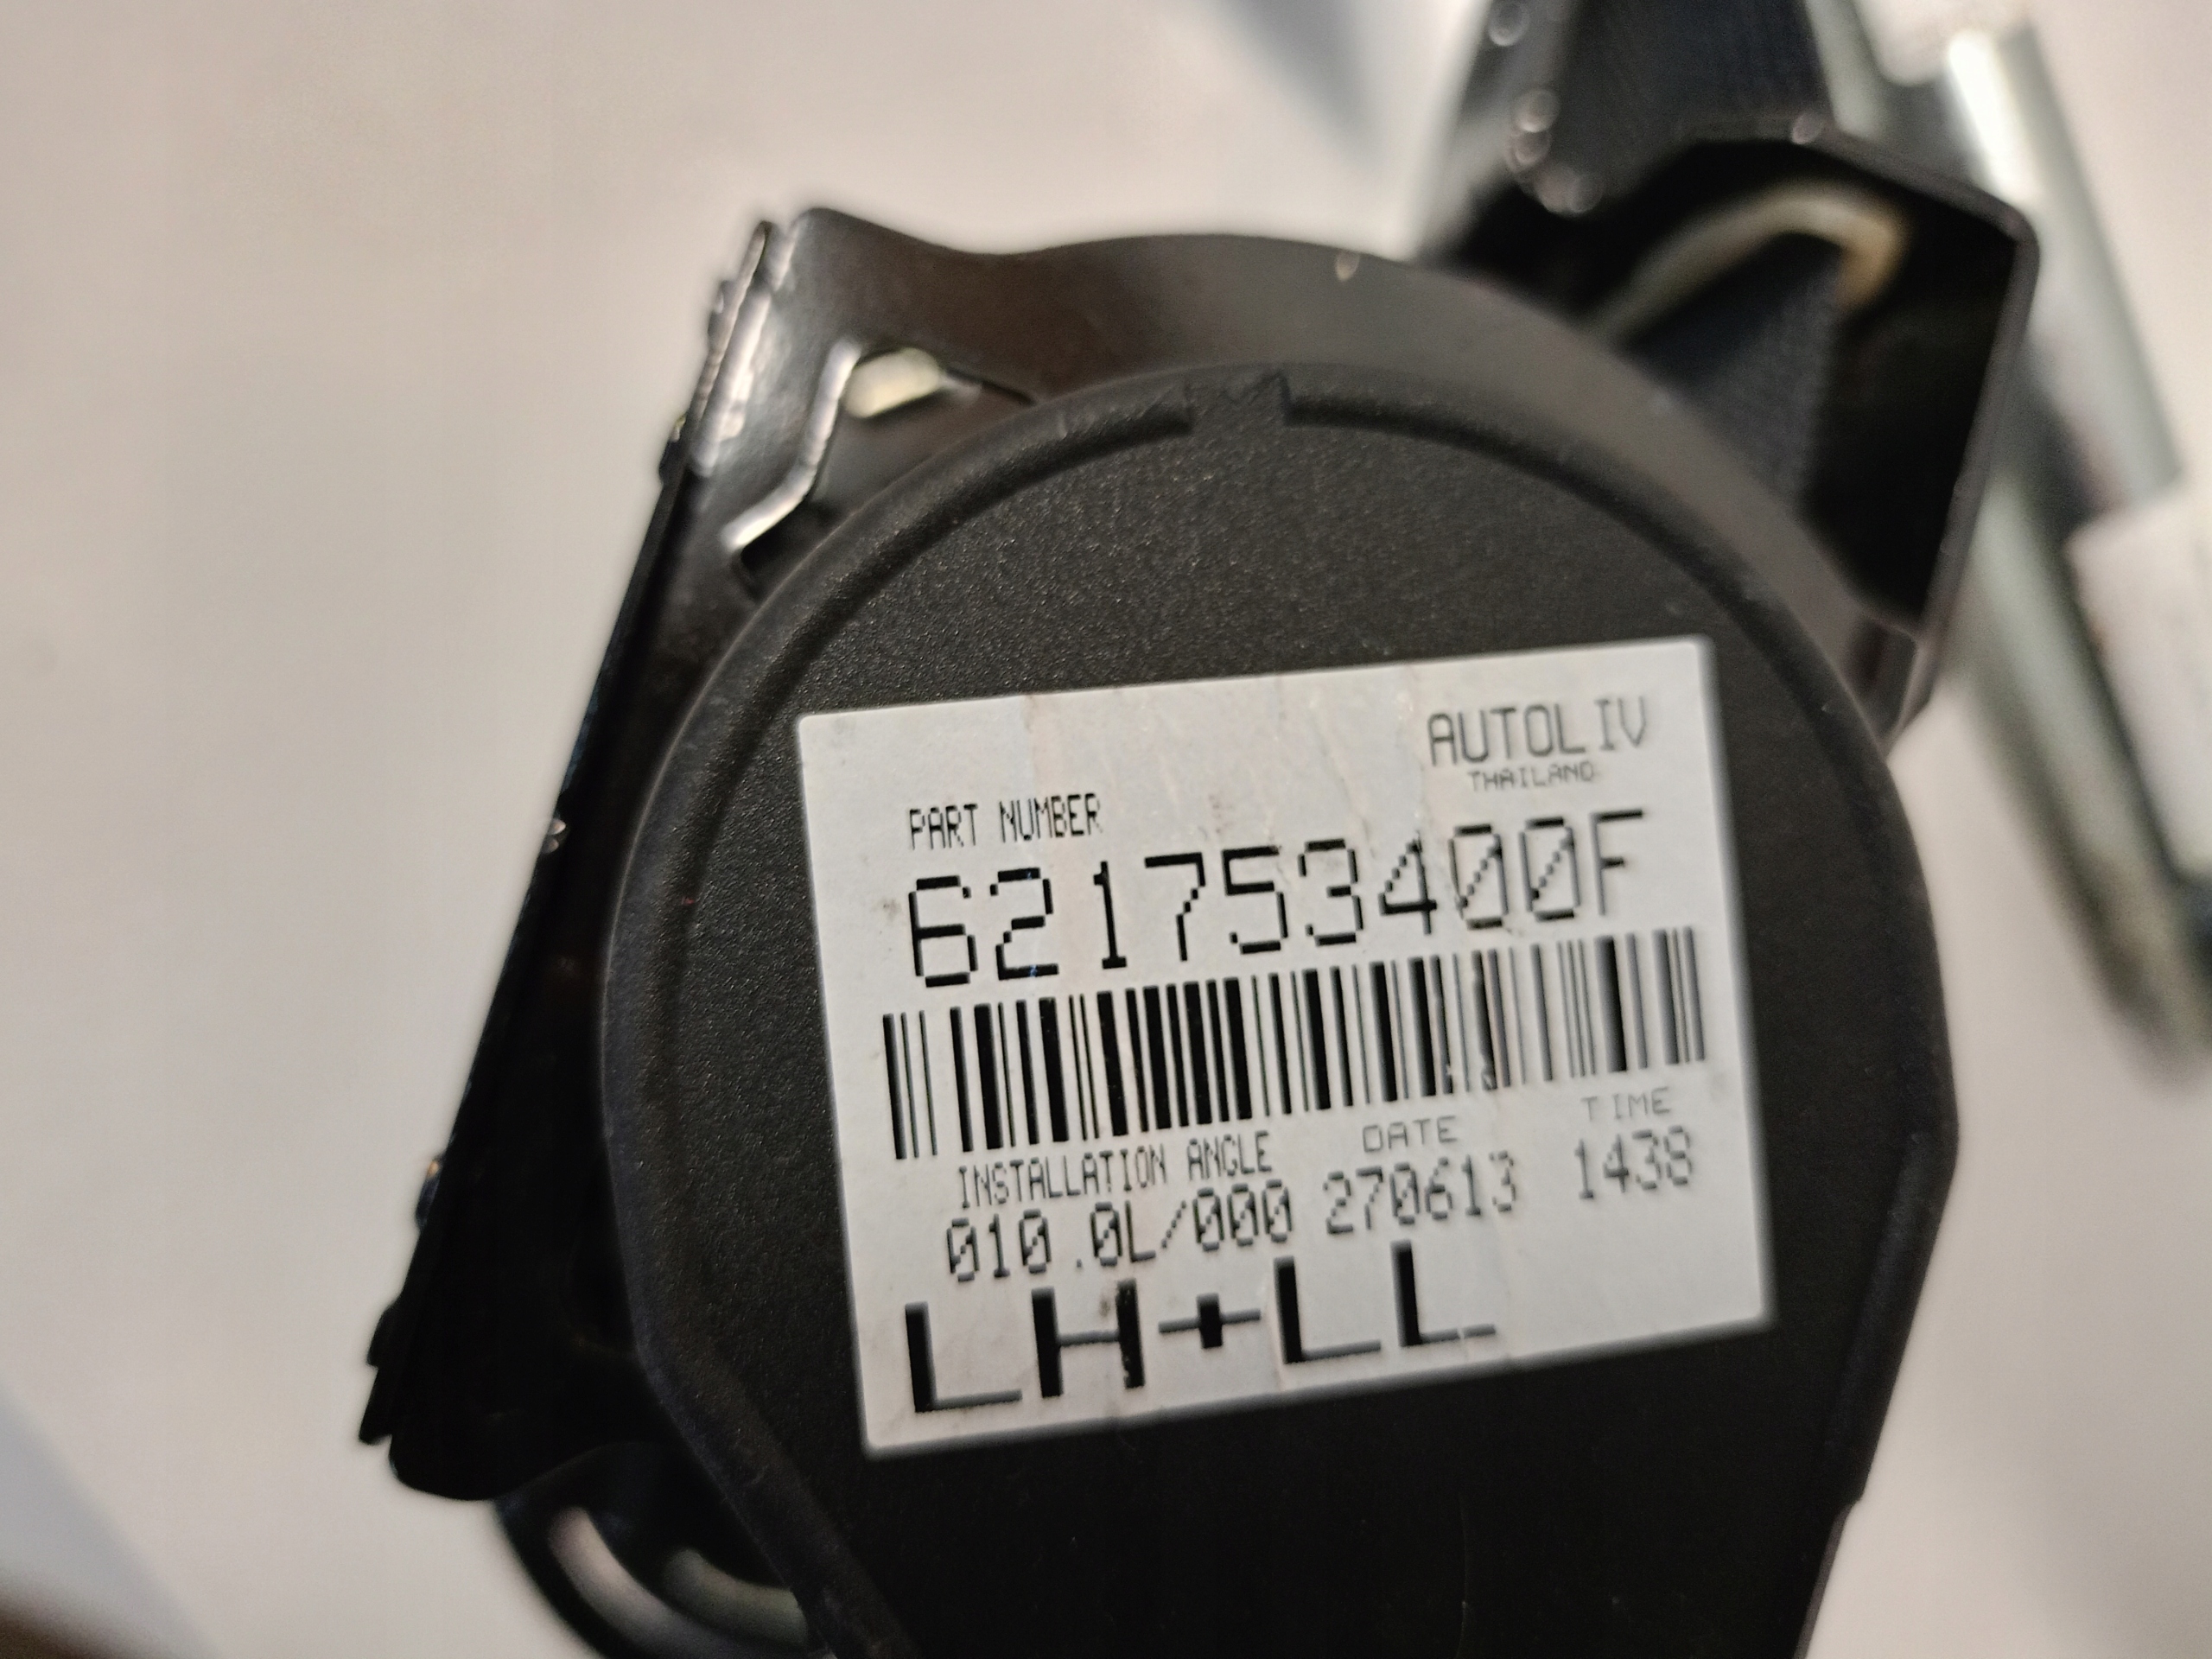 AUTOLIV
THAILAND
PART NUMBER
621753400F
INSTALLATION ANGLE DATE TIME
010.0L/000 270613 1438
LH+LL